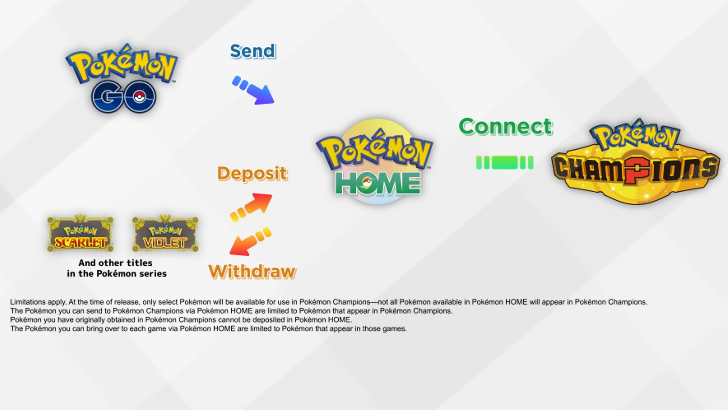 Send
POKéMON
GO
Connect
POKéMON
CHAMPIONS
POKéMON
HOME
Deposit
POKéMON
SCARLET
POKéMON
VIOLET
And other titles
in the Pokémon series
Withdraw
Limitations apply. At the time of release, only select Pokémon will be available for use in Pokémon Champions—not all Pokémon available in Pokémon HOME will appear in Pokémon Champions.
The Pokémon you can send to Pokémon Champions via Pokémon HOME are limited to Pokémon that appear in Pokémon Champions.
Pokémon you have originally obtained in Pokémon Champions cannot be deposited in Pokémon HOME.
The Pokémon you can bring over to each game via Pokémon HOME are limited to Pokémon that appear in those games.